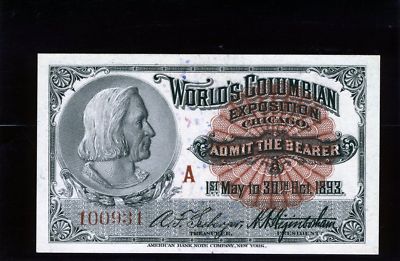 WORLD'S COLUMBIAN
EXPOSITION
CHICAGO
ADMIT THE BEARER
A
1ST May to 30TH Oct. 1893.
100931
TREASURER. PRESIDENT
AMERICAN BANK NOTE COMPANY, NEW YORK.